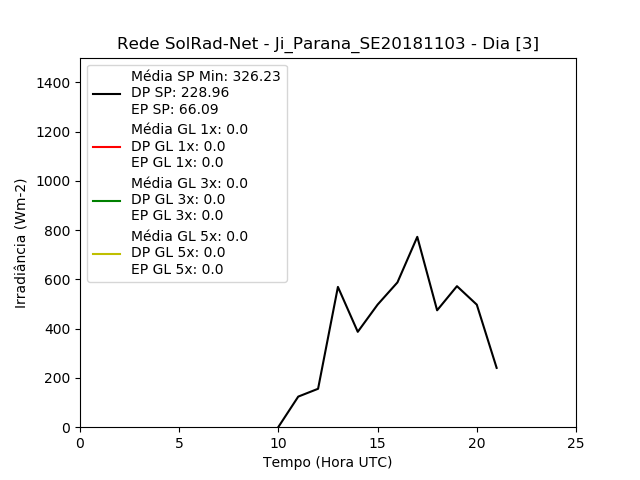 Rede SolRad-Net - Ji_Parana_SE20181103 - Dia [3]
Média SP Min: 326.23
DP SP: 228.96
EP SP: 66.09
Média GL 1x: 0.0
DP GL 1x: 0.0
EP GL 1x: 0.0
Média GL 3x: 0.0
DP GL 3x: 0.0
EP GL 3x: 0.0
Média GL 5x: 0.0
DP GL 5x: 0.0
EP GL 5x: 0.0
Irradiância (Wm-2)
1400
1200
1000
800
600
400
200
0
0 5 10 15 20 25
Tempo (Hora UTC)